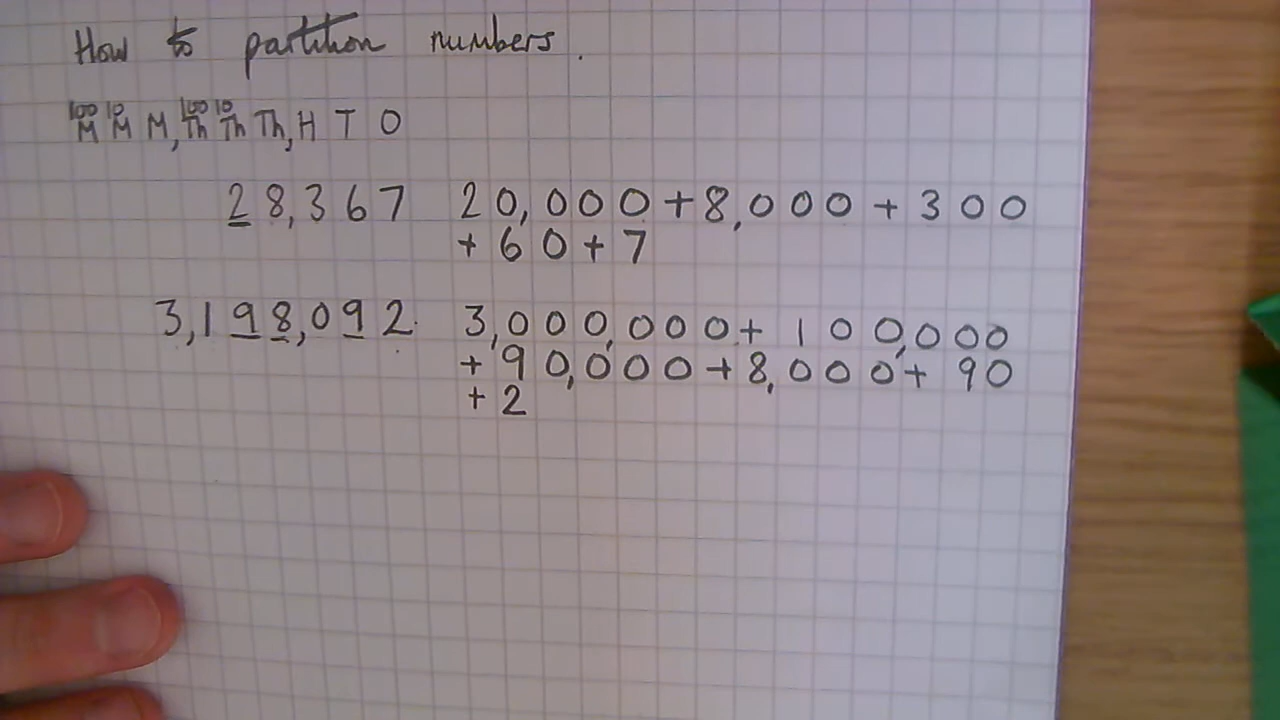 How to partition numbers.
100 M 10 M M, 100 Th 10 Th Th, H T O
28,367 20,000 + 8,000 + 300
+ 60 + 7
3,198,092 3,000,000 + 100,000
+ 90,000 + 8,000 + 90
+ 2